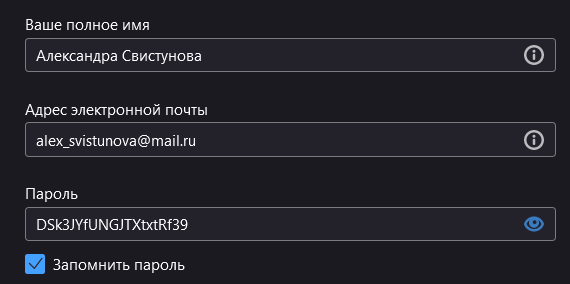 Ваше полное имя
Александра Свистунова
Адрес электронной почты
alex_svistunova@mail.ru
Пароль
DSk3JYfUNGJTXtxtRf39
Запомнить пароль